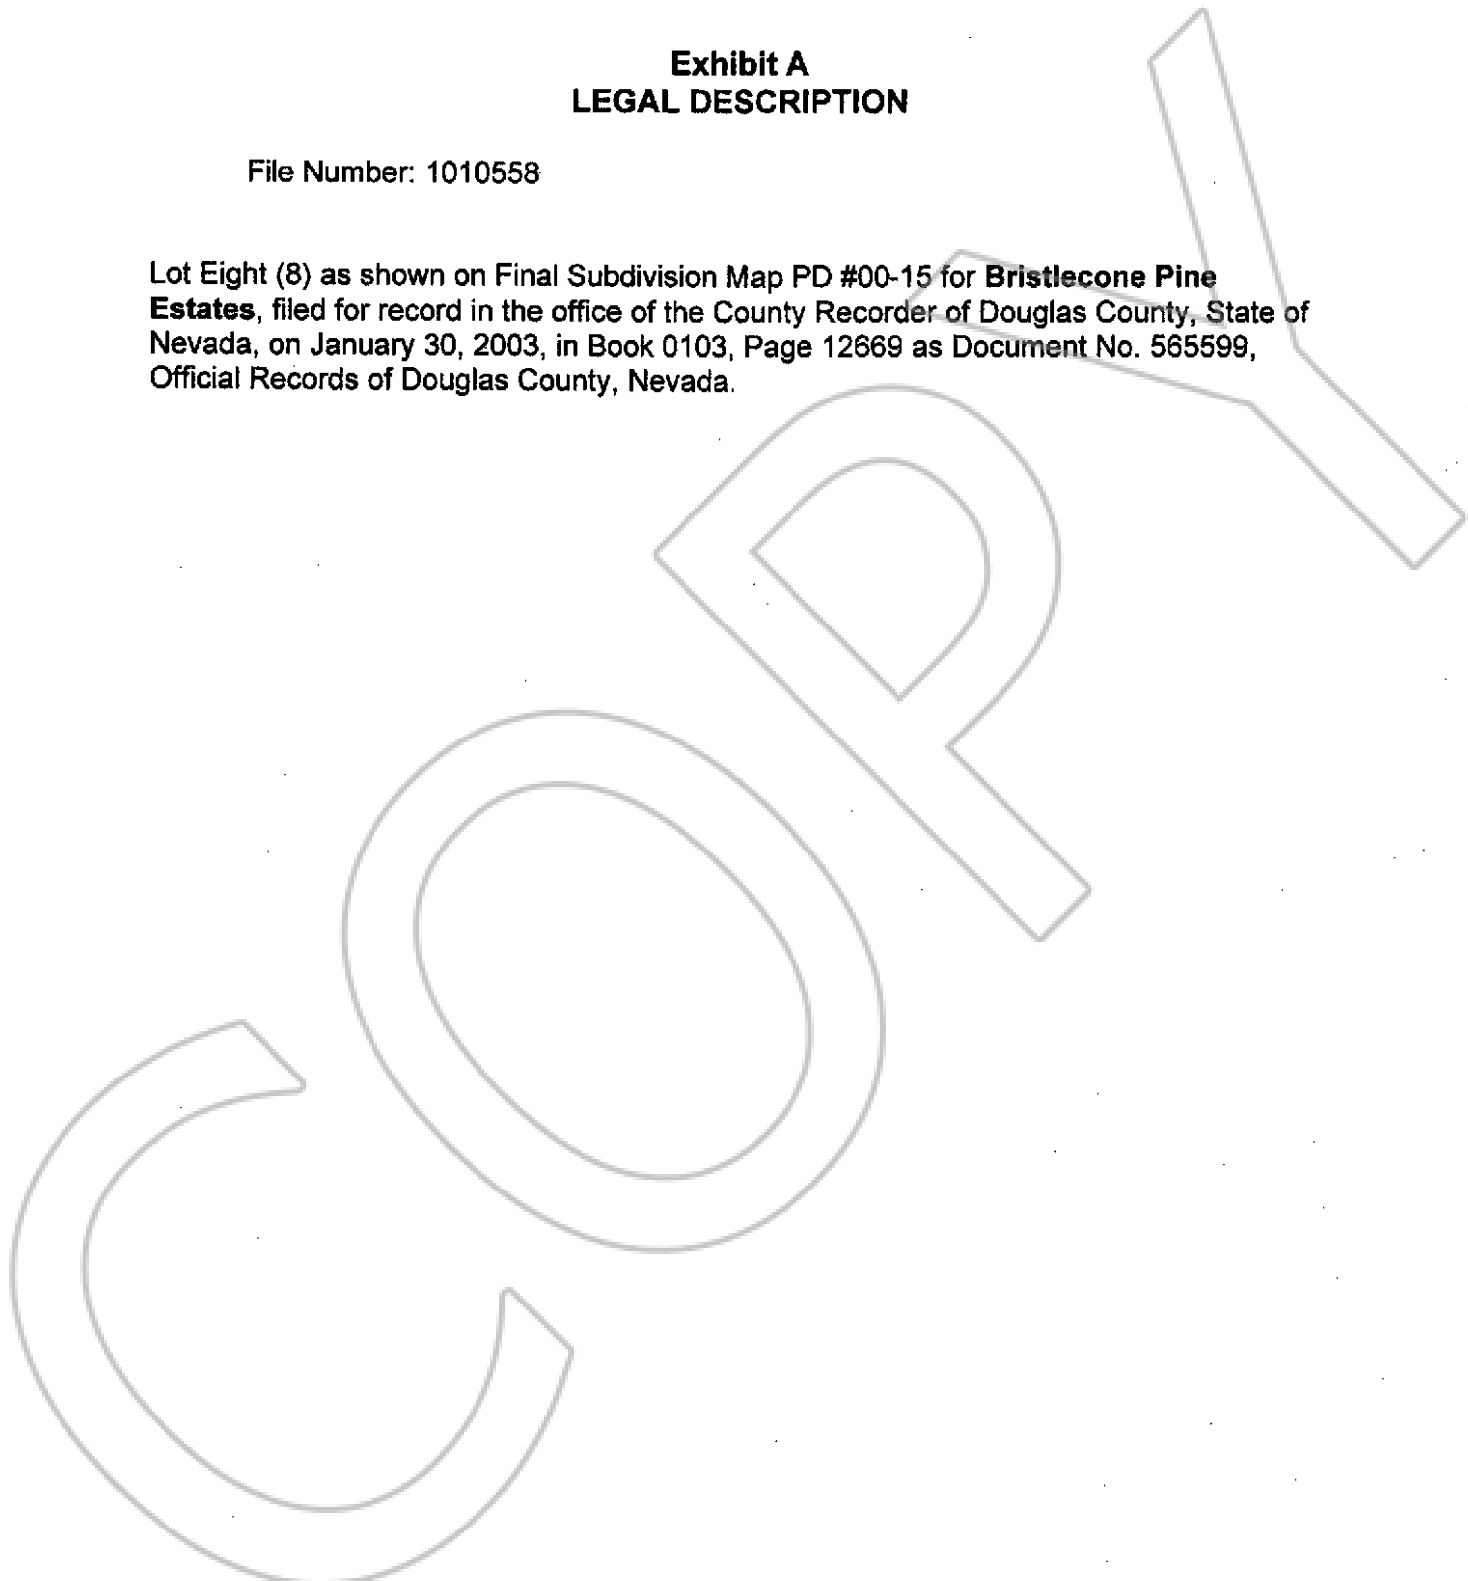 Exhibit A
LEGAL DESCRIPTION
File Number: 1010558
Lot Eight (8) as shown on Final Subdivision Map PD #00-15 for Bristlecone Pine
Estates, filed for record in the office of the County Recorder of Douglas County, State of
Nevada, on January 30, 2003, in Book 0103, Page 12669 as Document No. 565599,
Official Records of Douglas County, Nevada.
COPY